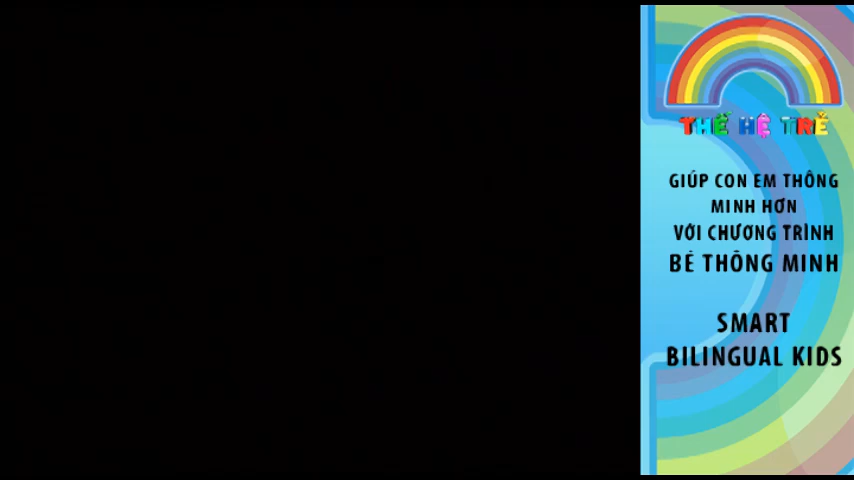 THẾ HỆ TRẺ
GIÚP CON EM THÔNG
MINH HƠN
VỚI CHƯƠNG TRÌNH
BÉ THÔNG MINH
SMART
BILINGUAL KIDS